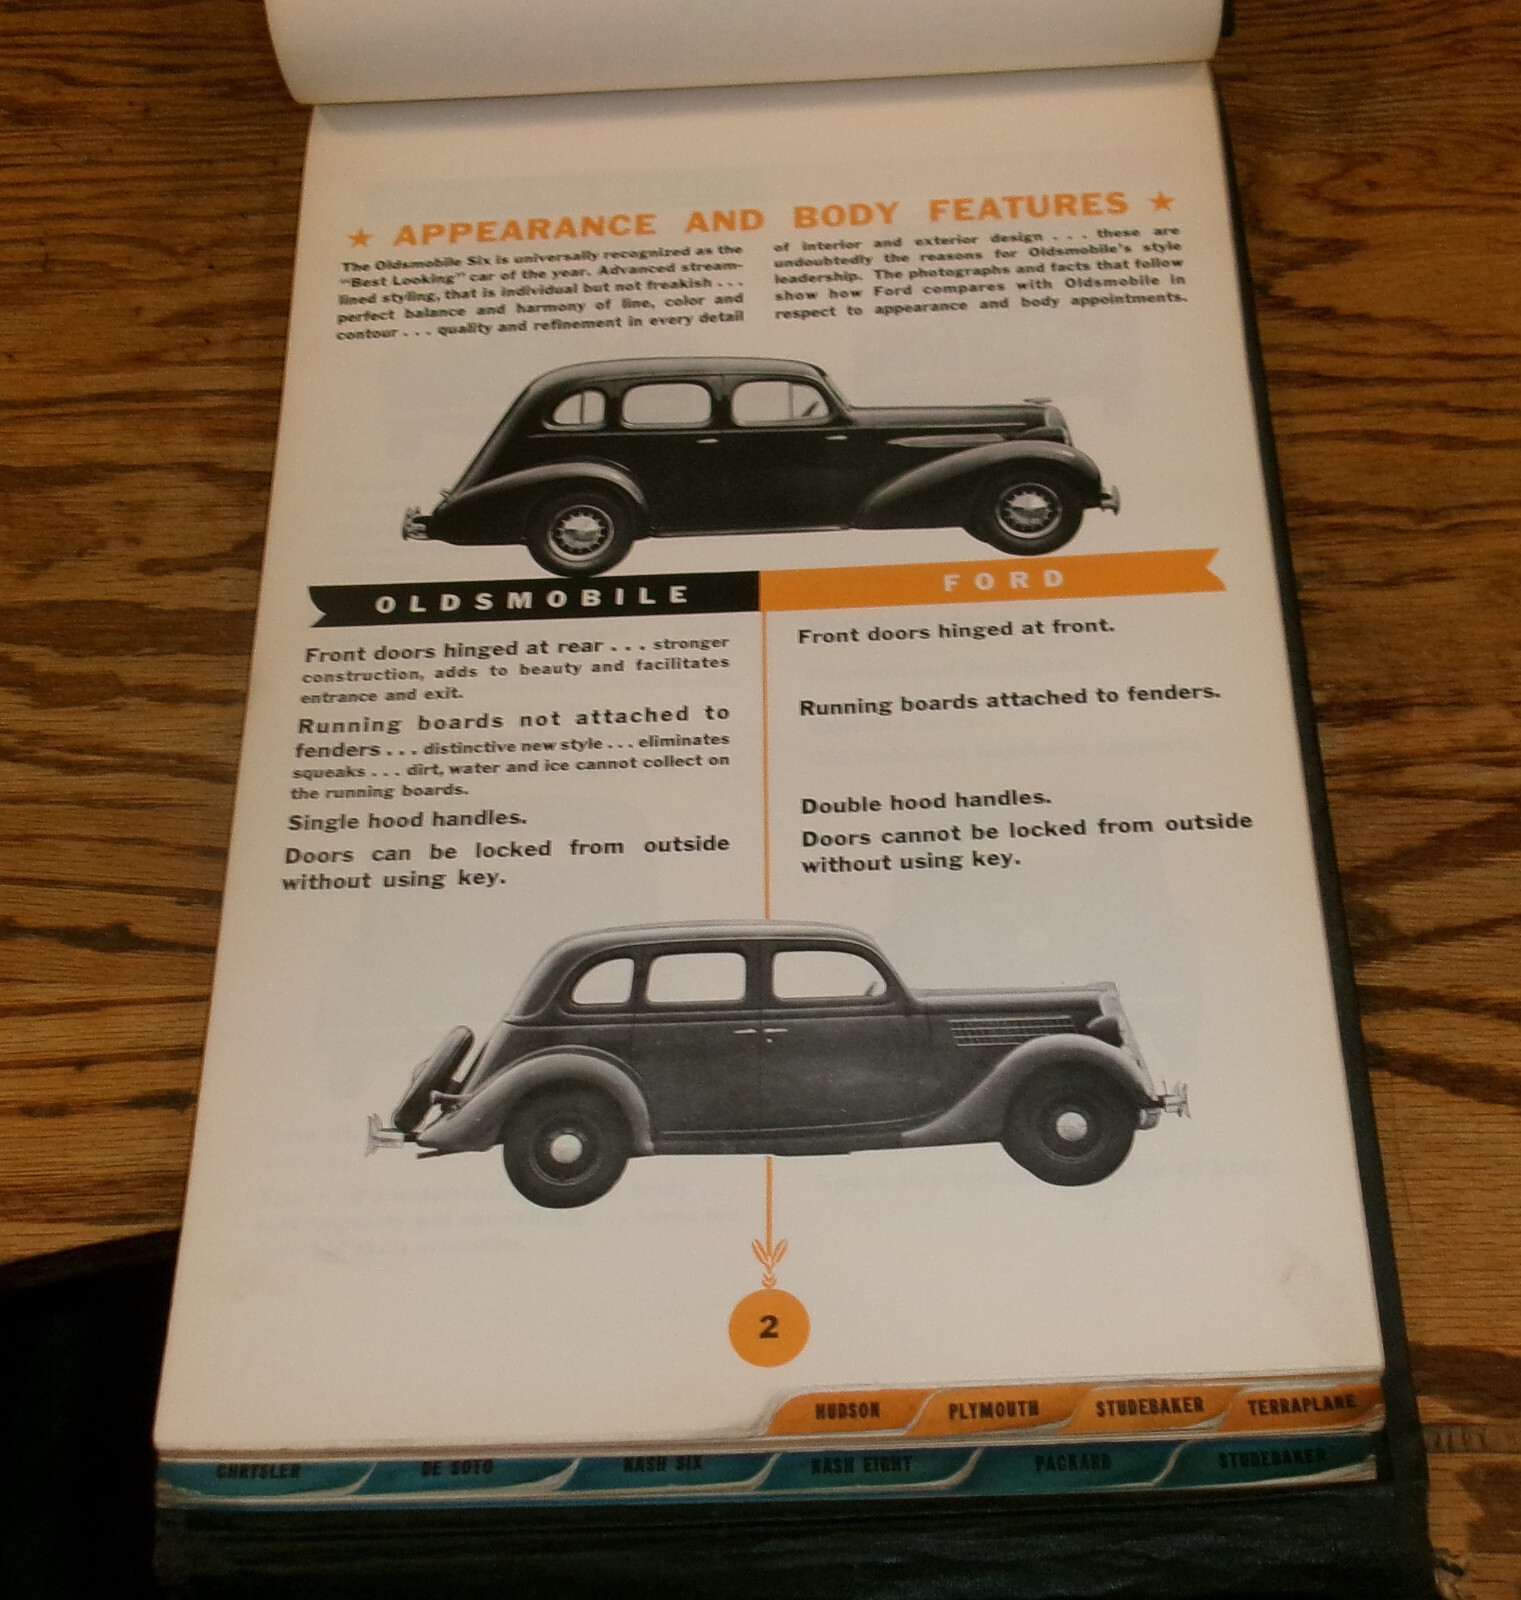 ★ APPEARANCE AND BODY FEATURES ★
The Oldsmobile Six is universally recognized as the
"Best Looking" car of the year. Advanced stream-
lined styling, that is individual but not freakish . . .
perfect balance and harmony of line, color and
contour . . . quality and refinement in every detail
of interior and exterior design . . . these are
undoubtedly the reasons for Oldsmobile's style
leadership. The photographs and facts that follow
show how Ford compares with Oldsmobile in
respect to appearance and body appointments.
OLDSMOBILE
Front doors hinged at rear . . . stronger
construction, adds to beauty and facilitates
entrance and exit.
Running boards not attached to
fenders . . . distinctive new style . . . eliminates
squeaks . . . dirt, water and ice cannot collect on
the running boards.
Single hood handles.
Doors can be locked from outside
without using key.
FORD
Front doors hinged at front.
Running boards attached to fenders.
Double hood handles.
Doors cannot be locked from outside
without using key.
2
HUDSON PLYMOUTH STUDEBAKER TERRAPLANE
CHRYSLER DE SOTO NASH SIX NASH EIGHT PACKARD STUDEBAKER